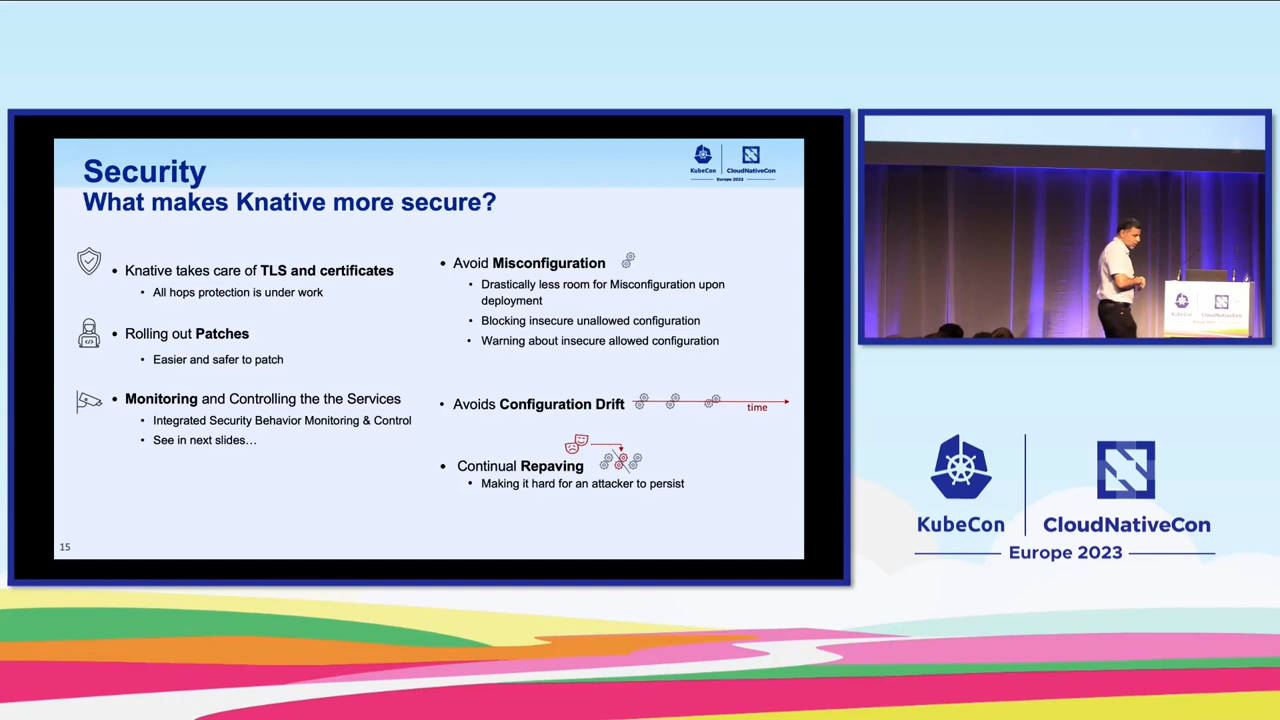 Security
What makes Knative more secure?
KubeCon
CloudNativeCon
Europe 2023
• Knative takes care of TLS and certificates
• All hops protection is under work
• Rolling out Patches
• Easier and safer to patch
• Monitoring and Controlling the the Services
• Integrated Security Behavior Monitoring & Control
• See in next slides…
• Avoid Misconfiguration
• Drastically less room for Misconfiguration upon
deployment
• Blocking insecure unallowed configuration
• Warning about insecure allowed configuration
• Avoids Configuration Drift
time
• Continual Repaving
• Making it hard for an attacker to persist
15
KubeCon
CloudNativeCon
KubeCon
CloudNativeCon
Europe 2023